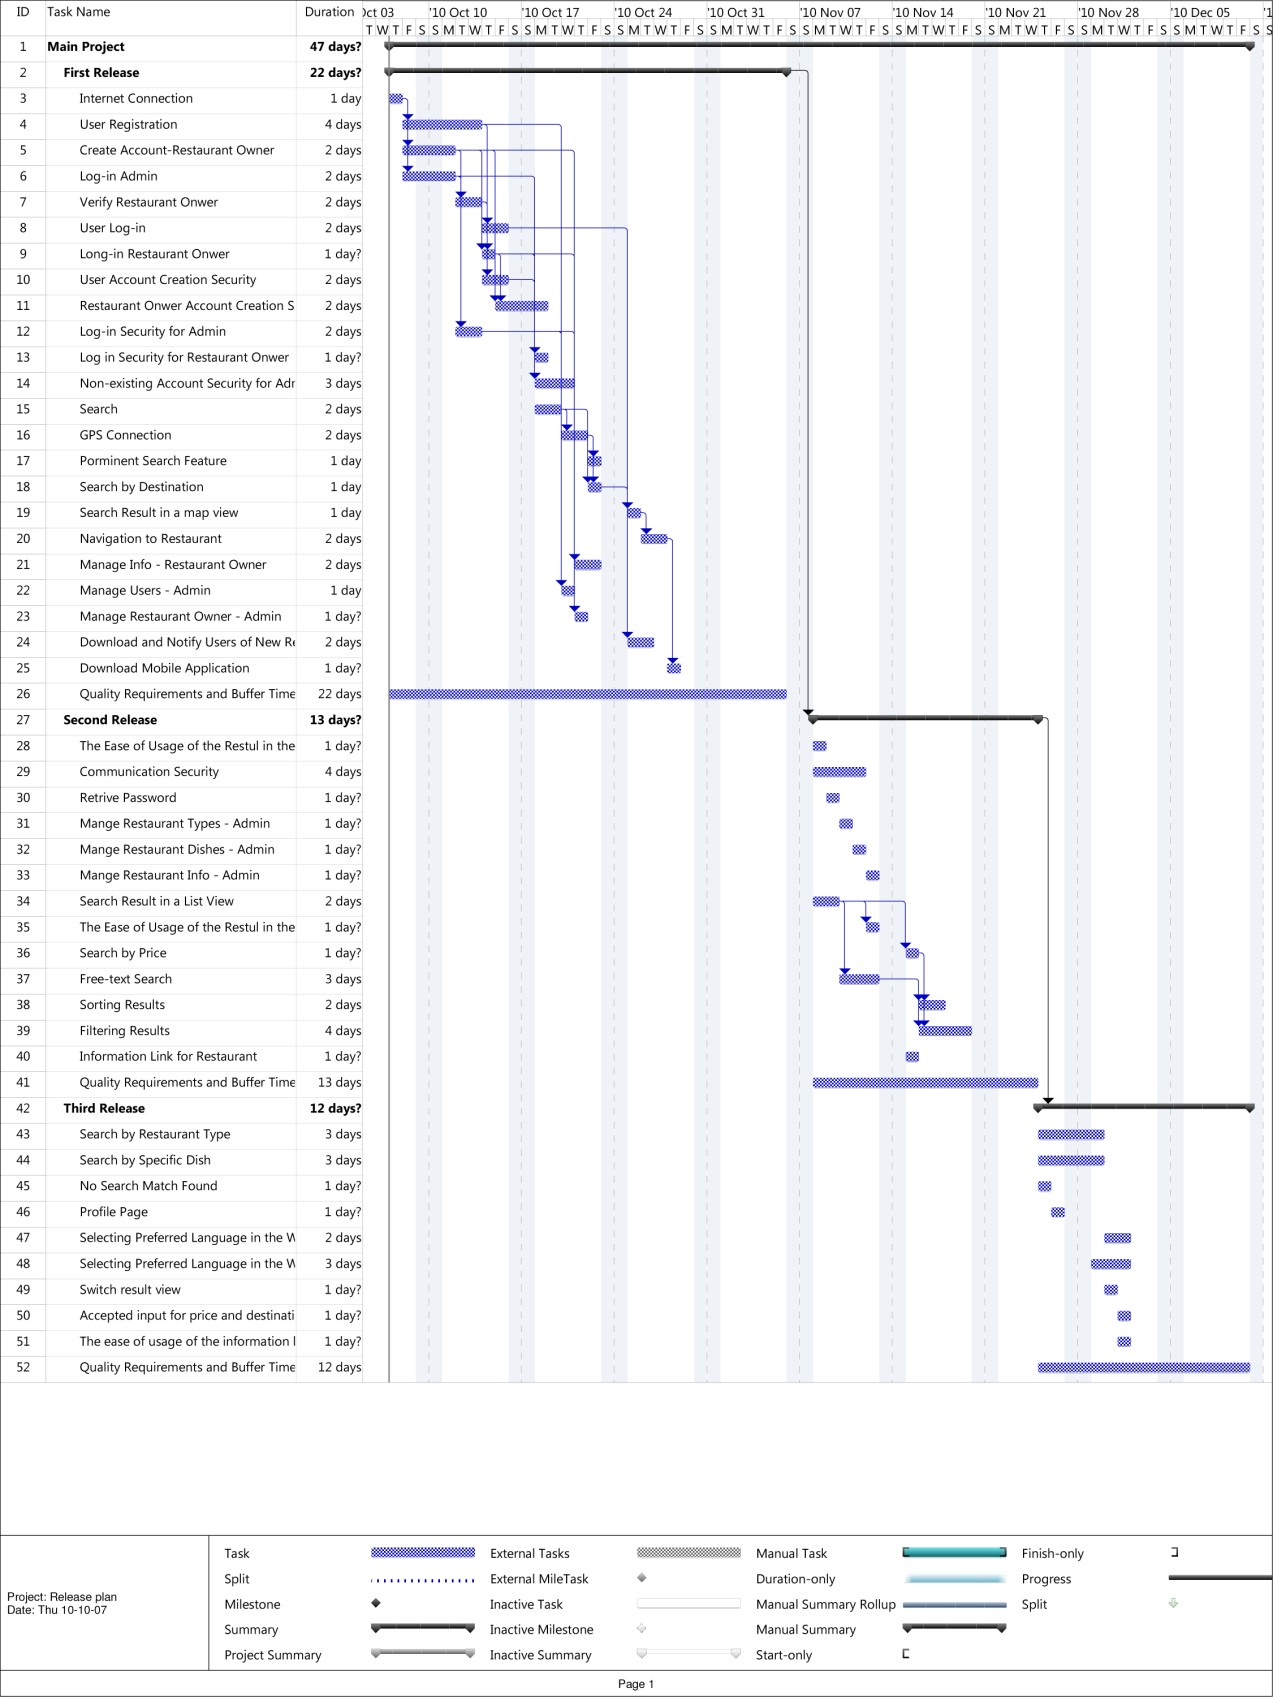 ID Task Name Duration Oct 03 '10 Oct 10 '10 Oct 17 '10 Oct 24 '10 Oct 31 '10 Nov 07 '10 Nov 14 '10 Nov 21 '10 Nov 28 '10 Dec 05 '1
T W T F S S M T W T F S S M T W T F S S M T W T F S S M T W T F S S M T W T F S S M T W T F S S M T W T F S S M T W T F S S M T W T F S S
1 Main Project 47 days?
2 First Release 22 days?
3 Internet Connection 1 day
4 User Registration 4 days
5 Create Account-Restaurant Owner 2 days
6 Log-in Admin 2 days
7 Verify Restaurant Onwer 2 days
8 User Log-in 2 days
9 Long-in Restaurant Onwer 1 day?
10 User Account Creation Security 2 days
11 Restaurant Onwer Account Creation S 2 days
12 Log-in Security for Admin 2 days
13 Log in Security for Restaurant Onwer 1 day?
14 Non-existing Account Security for Adr 3 days
15 Search 2 days
16 GPS Connection 2 days
17 Porminent Search Feature 1 day
18 Search by Destination 1 day
19 Search Result in a map view 1 day
20 Navigation to Restaurant 2 days
21 Manage Info - Restaurant Owner 2 days
22 Manage Users - Admin 1 day
23 Manage Restaurant Owner - Admin 1 day?
24 Download and Notify Users of New Re 2 days
25 Download Mobile Application 1 day?
26 Quality Requirements and Buffer Time 22 days
27 Second Release 13 days?
28 The Ease of Usage of the Restul in the 1 day?
29 Communication Security 4 days
30 Retrive Password 1 day?
31 Mange Restaurant Types - Admin 1 day?
32 Mange Restaurant Dishes - Admin 1 day?
33 Mange Restaurant Info - Admin 1 day?
34 Search Result in a List View 2 days
35 The Ease of Usage of the Restul in the 1 day?
36 Search by Price 1 day?
37 Free-text Search 3 days
38 Sorting Results 2 days
39 Filtering Results 4 days
40 Information Link for Restaurant 1 day?
41 Quality Requirements and Buffer Time 13 days
42 Third Release 12 days?
43 Search by Restaurant Type 3 days
44 Search by Specific Dish 3 days
45 No Search Match Found 1 day?
46 Profile Page 1 day?
47 Selecting Preferred Language in the W 2 days
48 Selecting Preferred Language in the W 3 days
49 Switch result view 1 day?
50 Accepted input for price and destinati 1 day?
51 The ease of usage of the information l 1 day?
52 Quality Requirements and Buffer Time 12 days
Project: Release plan
Date: Thu 10-10-07
Task External Tasks Manual Task Finish-only
Split External MileTask Duration-only Progress
Milestone Inactive Task Manual Summary Rollup Split
Summary Inactive Milestone Manual Summary
Project Summary Inactive Summary Start-only
Page 1